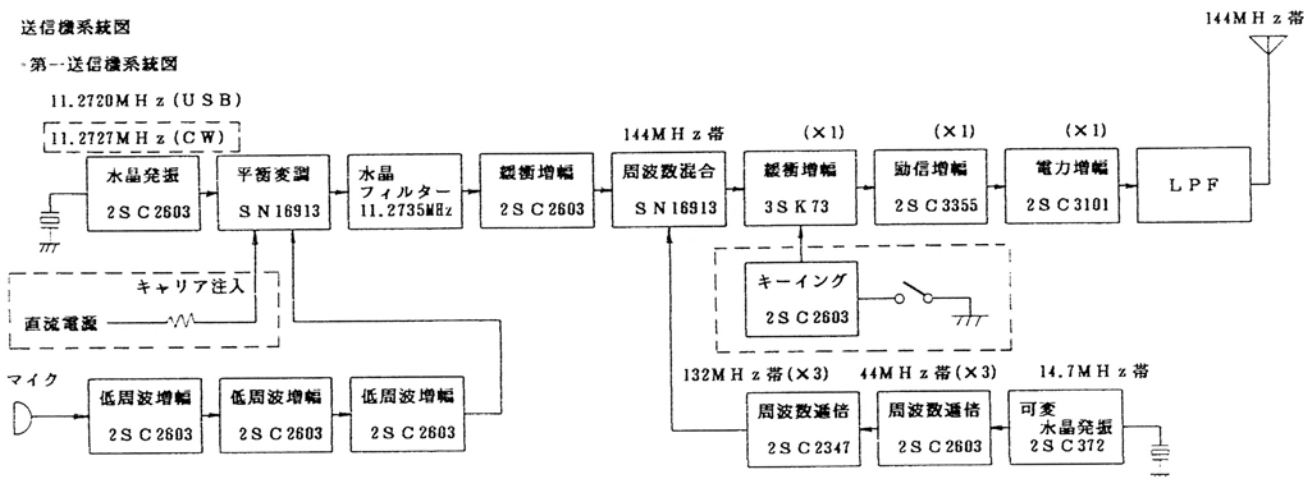 送信機系統図
144MHz帯
・第一送信機系統図
11.2720MHz(USB)
11.2727MHz(CW)
144MHz帯
(×1)
(×1)
(×1)
水晶発振
2SC2603
平衡変調
SN16913
水晶
フィルター
11.2735MHz
緩衝増幅
2SC2603
周波数混合
SN16913
緩衝増幅
3SK73
励信増幅
2SC3355
電力増幅
2SC3101
LPF
キャリア注入
直流電源
キーイング
2SC2603
マイク
低周波増幅
2SC2603
低周波増幅
2SC2603
低周波増幅
2SC2603
132MHz帯(×3)
44MHz帯(×3)
14.7MHz帯
周波数逓倍
2SC2347
周波数逓倍
2SC2603
可変
水晶発振
2SC372